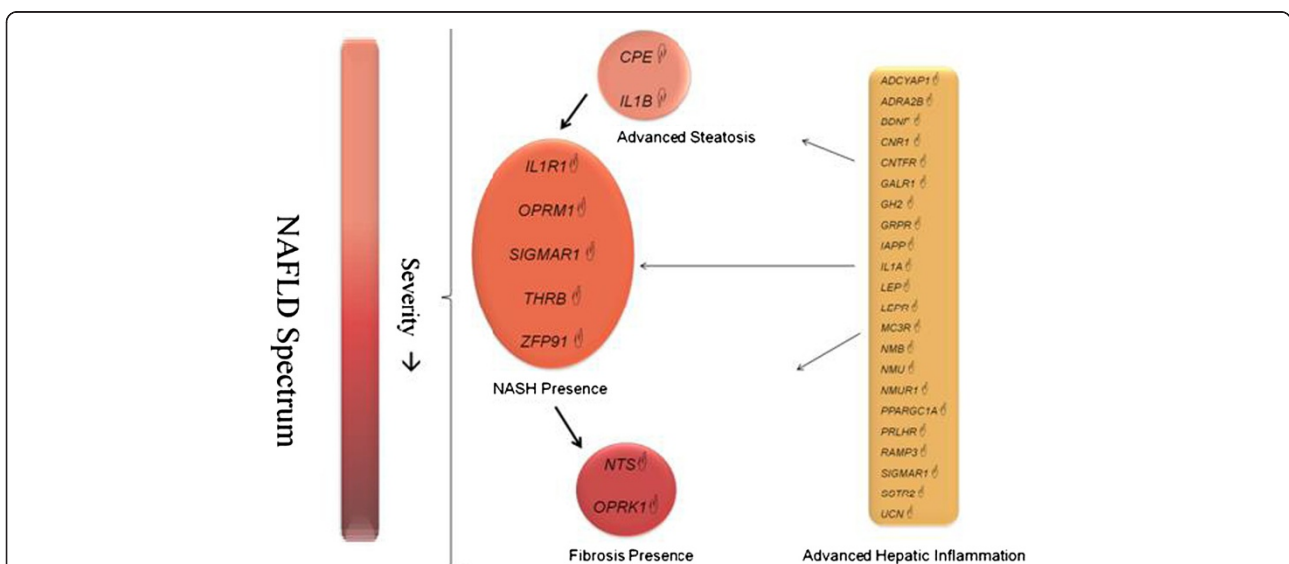 NAFLD Spectrum
Severity →
CPE
IL1B
Advanced Steatosis
IL1R1
OPRM1
SIGMAR1
THRB
ZFP91
NASH Presence
NTS
OPRK1
Fibrosis Presence
ADCYAP1
ADRA2B
BDNF
CNR1
CNTFR
GALR1
GH2
GRPR
IAPP
IL1A
LEP
LEPR
MC3R
NMB
NMU
NMUR1
PPARGC1A
PRLHR
RAMP3
SIGMAR1
SSTR2
UCN
Advanced Hepatic Inflammation